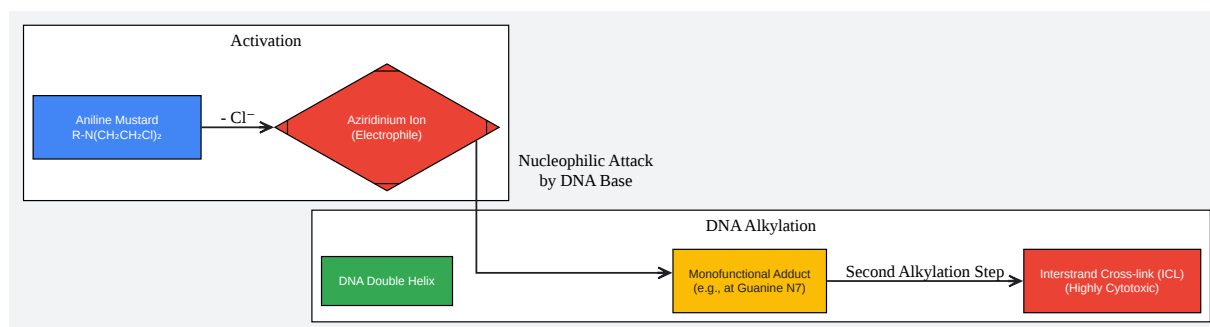 Activation
Aniline Mustard
R-N(CH₂CH₂Cl)₂
- Cl⁻
Aziridinium Ion
(Electrophile)
Nucleophilic Attack
by DNA Base
DNA Alkylation
DNA Double Helix
Monofunctional Adduct
(e.g., at Guanine N7)
Second Alkylation Step
Interstrand Cross-link (ICL)
(Highly Cytotoxic)